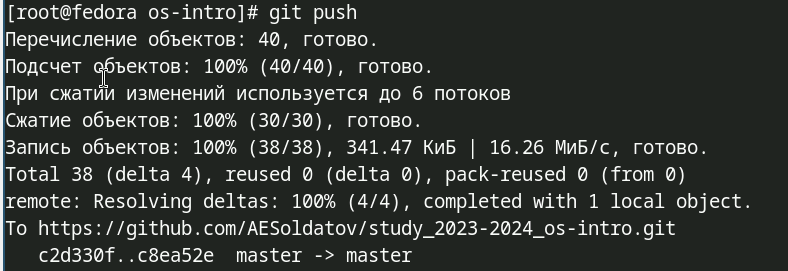 [root@fedora os-intro]# git push
Перечисление объектов: 40, готово.
Подсчет объектов: 100% (40/40), готово.
При сжатии изменений используется до 6 потоков
Сжатие объектов: 100% (30/30), готово.
Запись объектов: 100% (38/38), 341.47 КиБ | 16.26 МиБ/с, готово.
Total 38 (delta 4), reused 0 (delta 0), pack-reused 0 (from 0)
remote: Resolving deltas: 100% (4/4), completed with 1 local object.
To https://github.com/AESoldatov/study_2023-2024_os-intro.git
   c2d330f..c8ea52e  master -> master